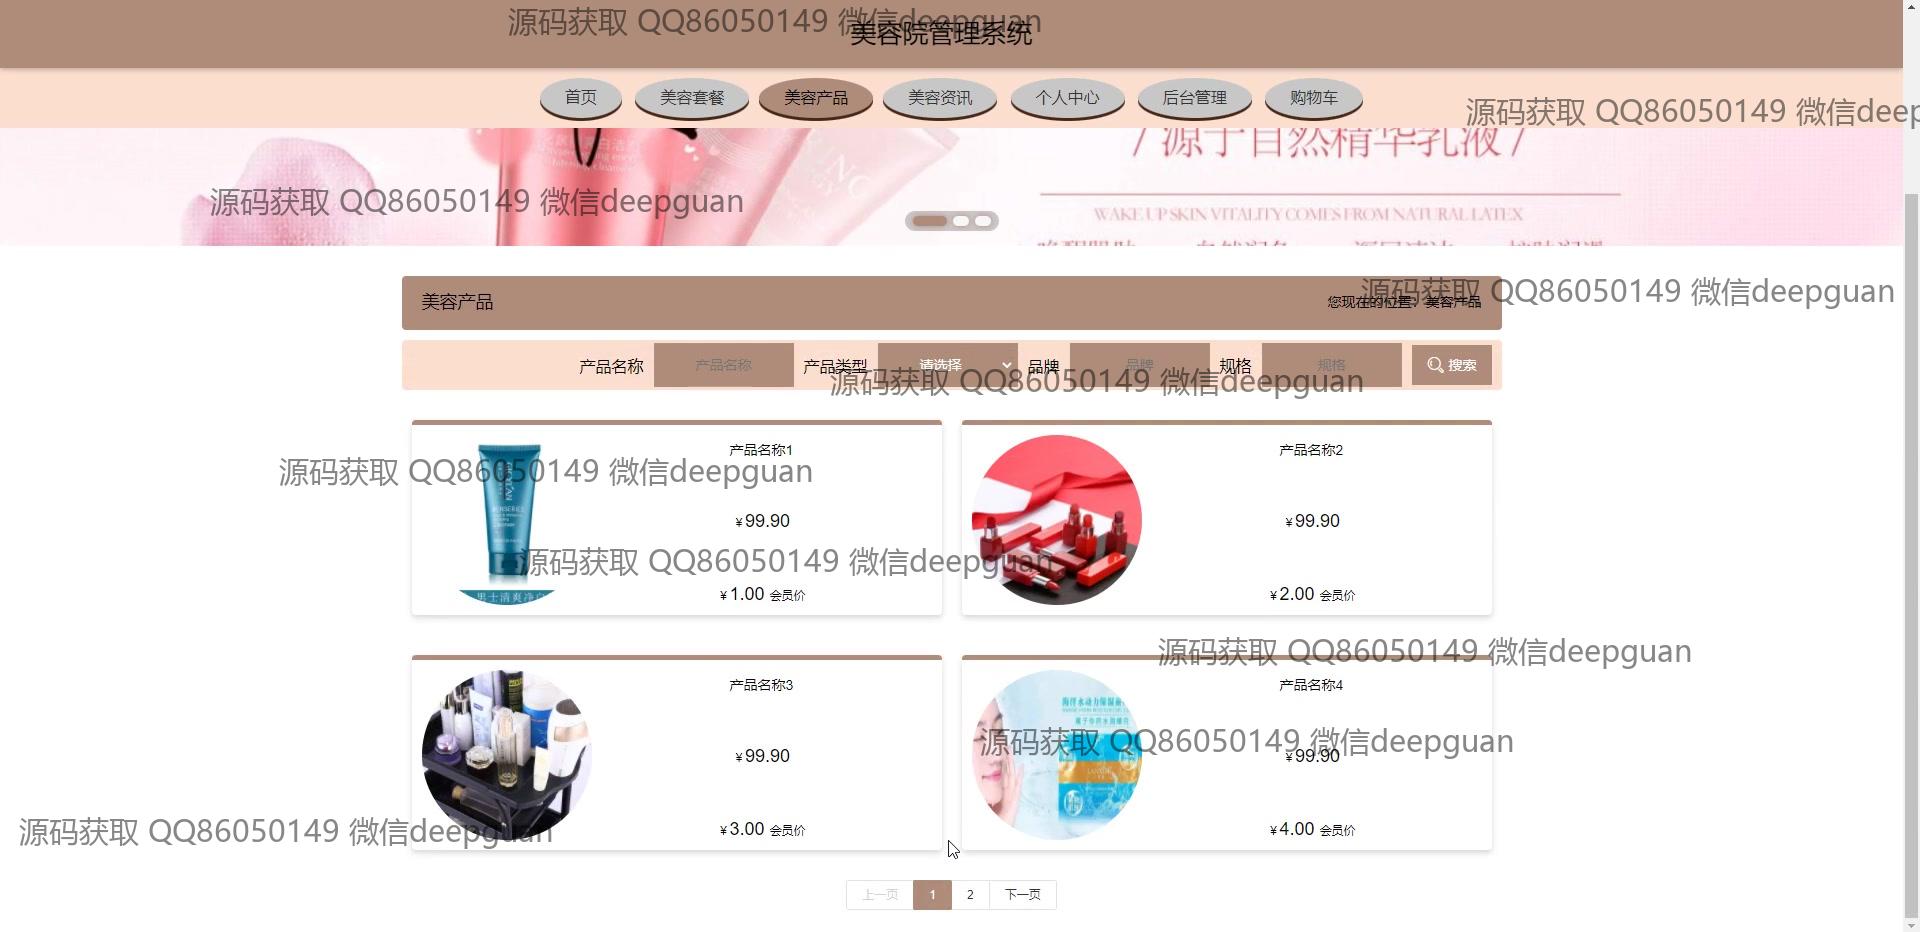 源码获取 QQ86050149 微信deepguan
美容院管理系统
首页 美容套餐 美容产品 美容资讯 个人中心 后台管理 购物车
源码获取 QQ86050149 微信deep
/ 源于自然精华乳液 /
源码获取 QQ86050149 微信deepguan
WAKE UP SKIN VITALITY COMES FROM NATURAL LATEX
美容产品
您现在的位置：美容产品
源码获取 QQ86050149 微信deepguan
产品名称 产品名称 产品类型 请选择 品牌 品牌 规格 规格 搜索
源码获取 QQ86050149 微信deepguan
产品名称1
¥99.90
¥1.00 会员价
产品名称2
¥99.90
¥2.00 会员价
源码获取 QQ86050149 微信deepguan
源码获取 QQ86050149 微信deepguan
男士清爽净白
源码获取 QQ86050149 微信deepguan
产品名称3
¥99.90
¥3.00 会员价
产品名称4
¥99.90
¥4.00 会员价
源码获取 QQ86050149 微信deepguan
源码获取 QQ86050149 微信deepguan
上一页 1 2 下一页